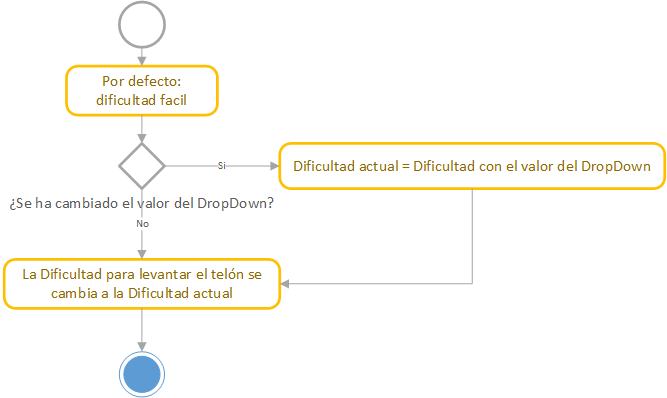 Por defecto:
dificultad facil
Si
Dificultad actual = Dificultad con el valor del DropDown
¿Se ha cambiado el valor del DropDown?
No
La Dificultad para levantar el telón se
cambia a la Dificultad actual